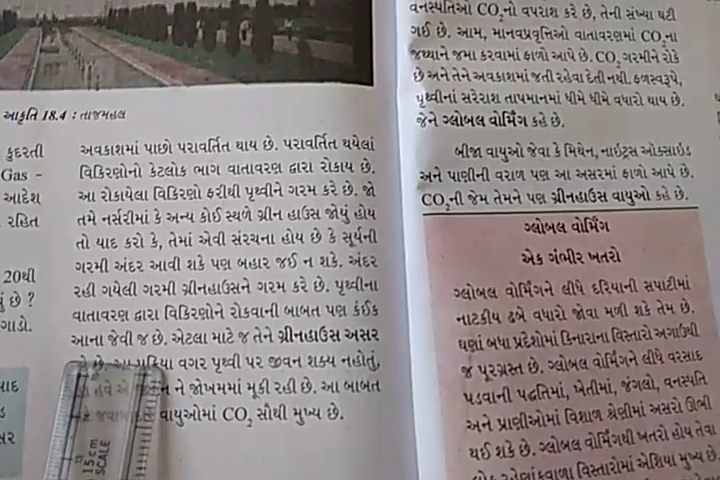 આકૃતિ 18.4 : તાજમહલ
કુદરતી
Gas -
આદેશ
રહિત
20થી
છે ?
ગાડો.
અવકાશમાં પાછો પરાવર્તિત થાય છે. પરાવર્તિત થયેલાં
વિકિરણોનો કેટલોક ભાગ વાતાવરણ દ્વારા રોકાય છે.
આ રોકાયેલા વિકિરણો ફરીથી પૃથ્વીને ગરમ કરે છે. જો
તમે નર્સરીમાં કે અન્ય કોઈ સ્થળે ગ્રીન હાઉસ જોયું હોય
તો યાદ કરો કે, તેમાં એવી સંરચના હોય છે કે સૂર્યની
ગરમી અંદર આવી શકે પણ બહાર જઈ ન શકે. અંદર
રહી ગયેલી ગરમી ગ્રીનહાઉસને ગરમ કરે છે. પૃથ્વીના
વાતાવરણ દ્વારા વિકિરણોને રોકવાની બાબત પણ કંઈક
આના જેવી જ છે. એટલા માટે જ તેને ગ્રીનહાઉસ અસર
છે. વગર પૃથ્વી પર જીવન શક્ય નહોતું,
હવે એ ને જોખમમાં મૂકી રહી છે. આ બાબત
વાયુઓમાં CO₂ સૌથી મુખ્ય છે.
15 cm
SCALE
વનસ્પતિઓ CO₂નો વપરાશ કરે છે, તેની સંખ્યા ઘટી
ગઈ છે. આમ, માનવપ્રવૃત્તિઓ વાતાવરણમાં CO₂ના
જથ્થાને જમા કરવામાં ફાળો આપે છે. CO₂ ગરમીને રોકે
છે અને તેને અવકાશમાં જતી રહેવા દેતી નથી. ફળસ્વરૂપે,
પૃથ્વીનાં સરેરાશ તાપમાનમાં ધીમે ધીમે વધારો થાય છે.
જેને ગ્લોબલ વોર્મિંગ કહે છે.
બીજા વાયુઓ જેવા કે મિથેન, નાઇટ્રસ ઓક્સાઇડ
અને પાણીની વરાળ પણ આ અસરમાં ફાળો આપે છે.
CO₂ની જેમ તેમને પણ ગ્રીનહાઉસ વાયુઓ કહે છે.
ગ્લોબલ વોર્મિંગ
એક ગંભીર ખતરો
ગ્લોબલ વોર્મિંગને લીધે દરિયાની સપાટીમાં
નાટકીય ઢબે વધારો જોવા મળી શકે તેમ છે.
ઘણાં બધા પ્રદેશોમાં કિનારાના વિસ્તારો અગાઉથી
જ પૂરગ્રસ્ત છે. ગ્લોબલ વોર્મિંગને લીધે વરસાદ
પડવાની પદ્ધતિમાં, ખેતીમાં, જંગલો, વનસ્પતિ
અને પ્રાણીઓમાં વિશાળ શ્રેણીમાં અસરો ઊભી
થઈ શકે છે. ગ્લોબલ વોર્મિંગથી ખતરો હોય તેવા
વિસ્તારોમાં એશિયા મુખ્ય છે.